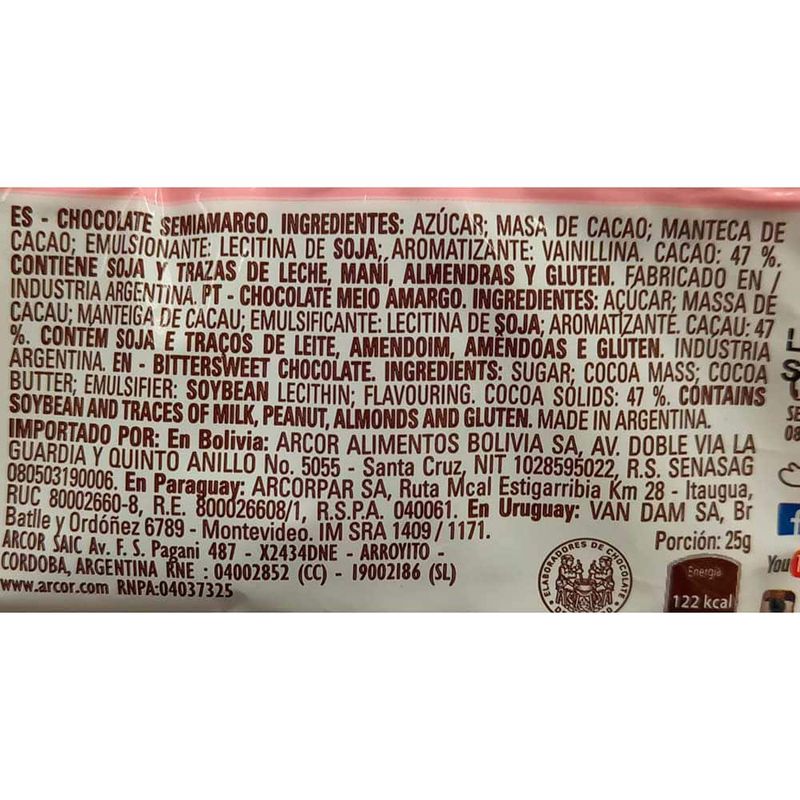 ES - CHOCOLATE SEMIAMARGO. INGREDIENTES: AZÚCAR; MASA DE CACAO; MANTECA DE
CACAO; EMULSIONANTE: LECITINA DE SOJA; AROMATIZANTE: VAINILLINA. CACAO: 47 %.
CONTIENE SOJA Y TRAZAS DE LECHE, MANÍ, ALMENDRAS Y GLUTEN. FABRICADO EN /
INDUSTRIA ARGENTINA. PT - CHOCOLATE MEIO AMARGO. INGREDIENTES: AÇÚCAR; MASSA DE
CACAU; MANTEIGA DE CACAU; EMULSIFICANTE: LECITINA DE SOJA; AROMATIZANTE. CACAU: 47
%. CONTÉM SOJA E TRAÇOS DE LEITE, AMENDOIM, AMÊNDOAS E GLUTEN. INDÚSTRIA
ARGENTINA. EN - BITTERSWEET CHOCOLATE. INGREDIENTS: SUGAR; COCOA MASS; COCOA
BUTTER; EMULSIFIER: SOYBEAN LECITHIN; FLAVOURING. COCOA SOLIDS: 47 %. CONTAINS
SOYBEAN AND TRACES OF MILK, PEANUT, ALMONDS AND GLUTEN. MADE IN ARGENTINA.
IMPORTADO POR: En Bolivia: ARCOR ALIMENTOS BOLIVIA SA, AV. DOBLE VIA LA
GUARDIA Y QUINTO ANILLO No. 5055 - Santa Cruz, NIT 1028595022, R.S. SENASAG
080503190006. En Paraguay: ARCORPAR SA, Ruta Mcal Estigarribia Km 28 - Itaugua,
RUC 80002660-8, R.E. 800026608/1, R.S.P.A. 040061. En Uruguay: VAN DAM SA, Br
Batlle y Ordóñez 6789 - Montevideo. IM SRA 1409 / 1171.
ARCOR SAIC Av. F. S. Pagani 487 - X2434DNE - ARROYITO -
CORDOBA, ARGENTINA RNE : 04002852 (CC) - 19002186 (SL)
www.arcor.com RNPA:04037325
ELABORADORES DE CHOCOLATE
Porción: 25g
Energía
122 kcal
You
SE
08